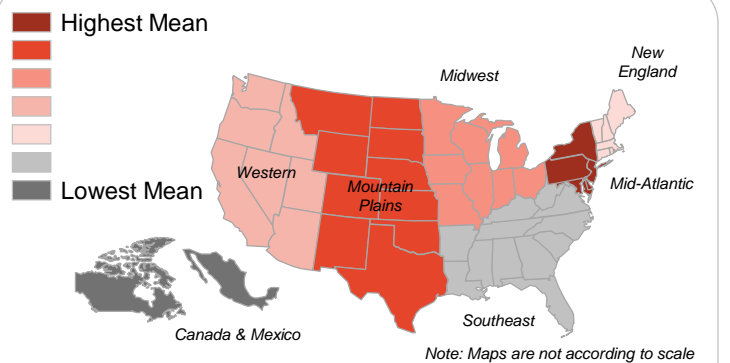 Highest Mean
New
England
Midwest
Western
Mountain
Plains
Mid-Atlantic
Lowest Mean
Southeast
Canada & Mexico
Note: Maps are not according to scale